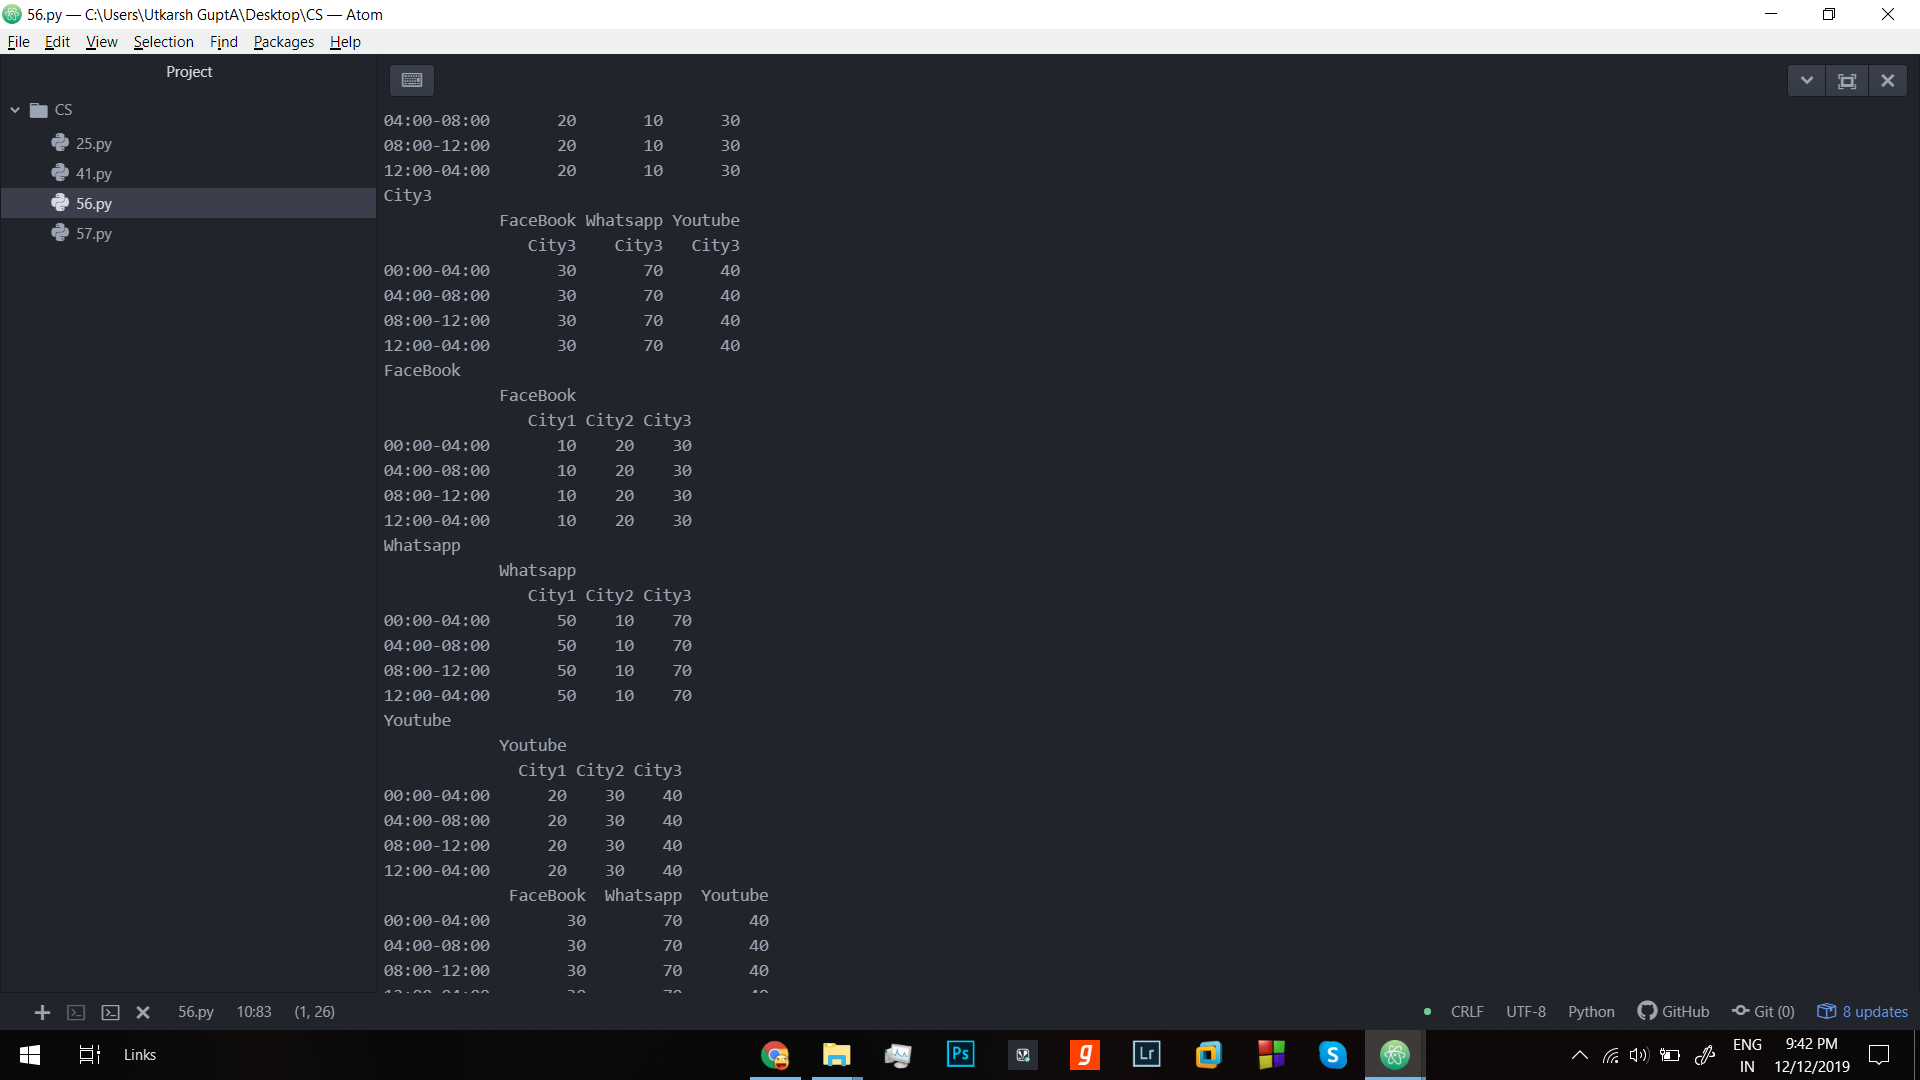 56.py — C:\Users\Utkarsh GuptA\Desktop\CS — Atom
File Edit View Selection Find Packages Help
Project
CS
25.py
41.py
56.py
57.py
04:00-08:00 20 10 30
08:00-12:00 20 10 30
12:00-04:00 20 10 30
City3
FaceBook Whatsapp Youtube
City3 City3 City3
00:00-04:00 30 70 40
04:00-08:00 30 70 40
08:00-12:00 30 70 40
12:00-04:00 30 70 40
FaceBook
FaceBook
City1 City2 City3
00:00-04:00 10 20 30
04:00-08:00 10 20 30
08:00-12:00 10 20 30
12:00-04:00 10 20 30
Whatsapp
Whatsapp
City1 City2 City3
00:00-04:00 50 10 70
04:00-08:00 50 10 70
08:00-12:00 50 10 70
12:00-04:00 50 10 70
Youtube
Youtube
City1 City2 City3
00:00-04:00 20 30 40
04:00-08:00 20 30 40
08:00-12:00 20 30 40
12:00-04:00 20 30 40
FaceBook Whatsapp Youtube
00:00-04:00 30 70 40
04:00-08:00 30 70 40
08:00-12:00 30 70 40
12:00-04:00 30 70 40
56.py 10:83 (1, 26) CRLF UTF-8 Python GitHub Git (0) 8 updates
Links Ps g Lr S
ENG 9:42 PM
IN 12/12/2019